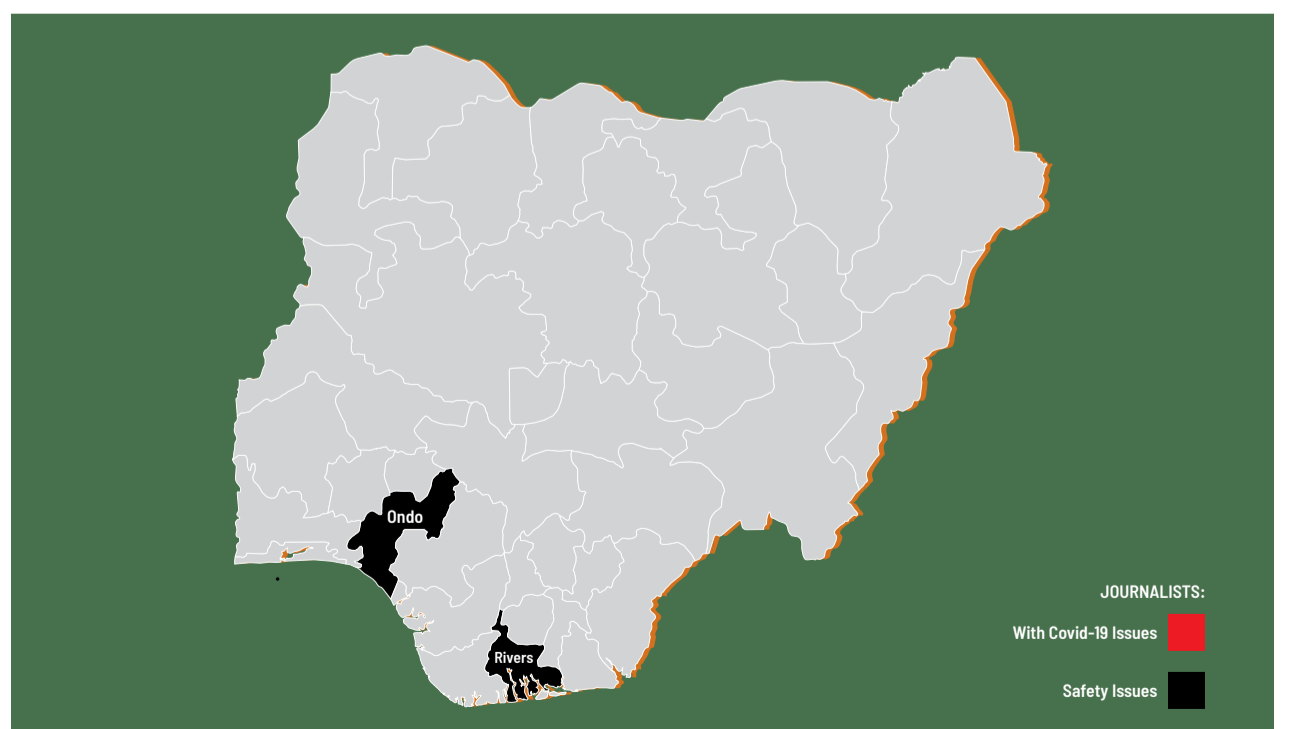 Ondo
Rivers
JOURNALISTS:
With Covid-19 Issues
Safety Issues